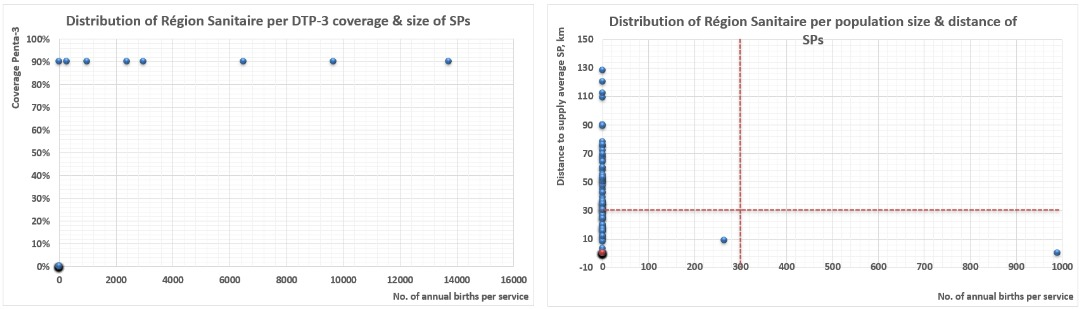 Distribution of Région Sanitaire per DTP-3 coverage & size of SPs
Coverage Penta-3
100%
90%
80%
70%
60%
50%
40%
30%
20%
10%
0%
0 2000 4000 6000 8000 10000 12000 14000 16000
No. of annual births per service
Distribution of Région Sanitaire per population size & distance of
SPs
Distance to supply average SP, km
150
130
110
90
70
50
30
10
-10
0 100 200 300 400 500 600 700 800 900 1000
No. of annual births per service